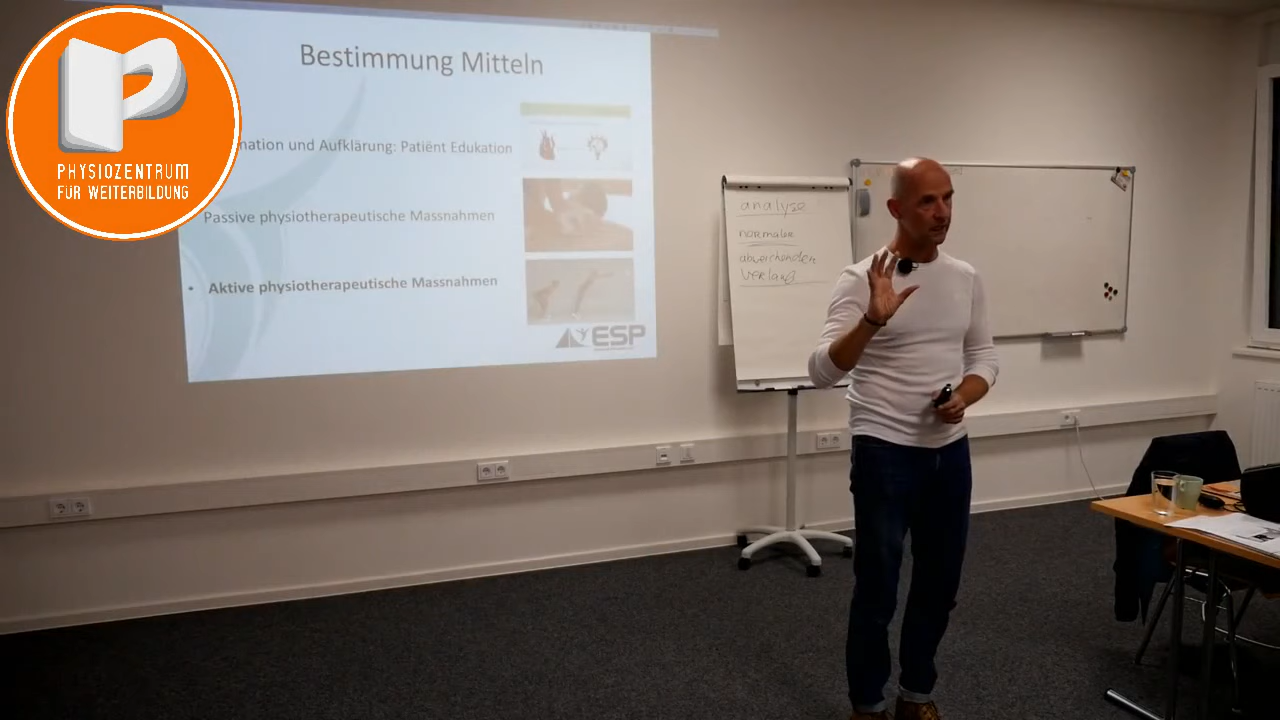 PHYSIOZENTRUM
FÜR WEITERBILDUNG
Bestimmung Mitteln
und Aufklärung: Patiënt Edukation
Passive physiotherapeutische Massnahmen
• Aktive physiotherapeutische Massnahmen
ESP
analyse
normalen
abweichenden
Verlauf